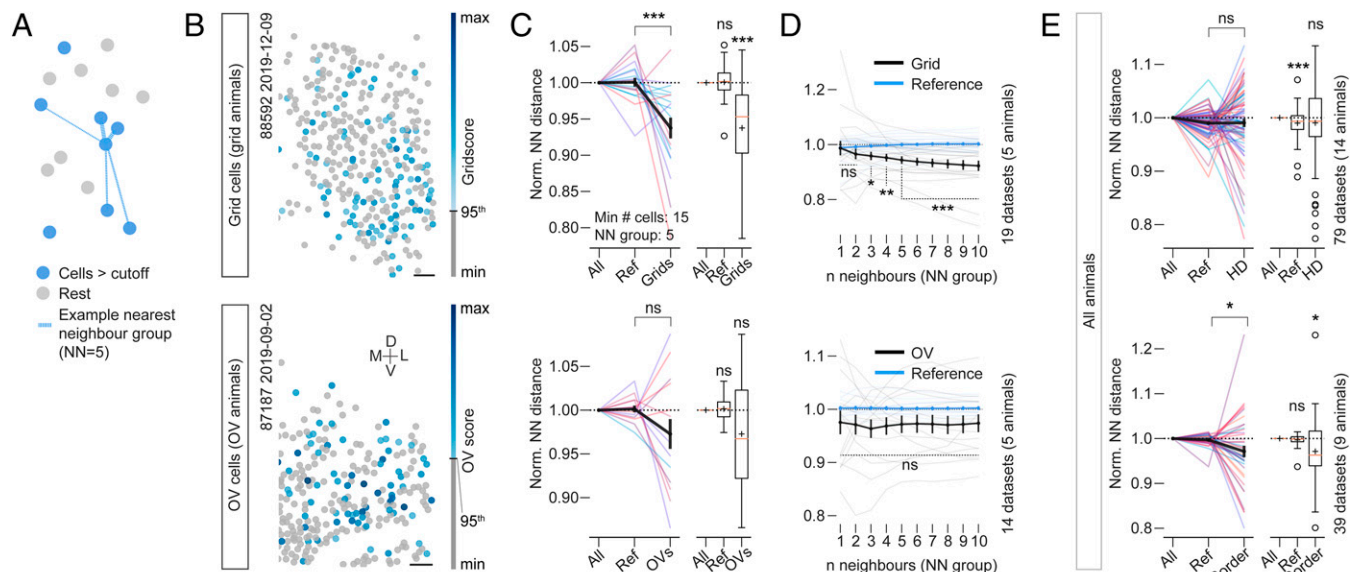 A
Cells > cutoff
Rest
Example nearest
neighbour group
(NN=5)
B
Grid cells (grid animals)
88592 2019-12-09
max
Gridscore
95th
min
OV cells (OV animals)
87187 2019-09-02
D
M L
V
max
OV score
95th
min
C
Norm. NN distance
1.05
1.00
0.95
0.90
0.85
0.80
***
ns
***
Min # cells: 15
NN group: 5
All
Ref
Grids
All
Ref
Grids
Norm. NN distance
1.05
1.00
0.95
0.90
ns
ns
ns
All
Ref
OVs
All
Ref
OVs
D
Norm. NN distance
1.2
1.0
0.8
Grid
Reference
ns
*
**
***
1 2 3 4 5 6 7 8 9 10
n neighbours (NN group)
19 datasets (5 animals)
Norm. NN distance
1.1
1.0
0.9
0.8
OV
Reference
ns
1 2 3 4 5 6 7 8 9 10
n neighbours (NN group)
14 datasets (5 animals)
E
All animals
Norm. NN distance
1.1
1.0
0.9
0.8
ns
***
ns
All
Ref
HD
All
Ref
HD
79 datasets (14 animals)
Norm. NN distance
1.2
1.1
1.0
0.9
0.8
*
ns
*
All
Ref
All
Ref
39 datasets (9 animals)